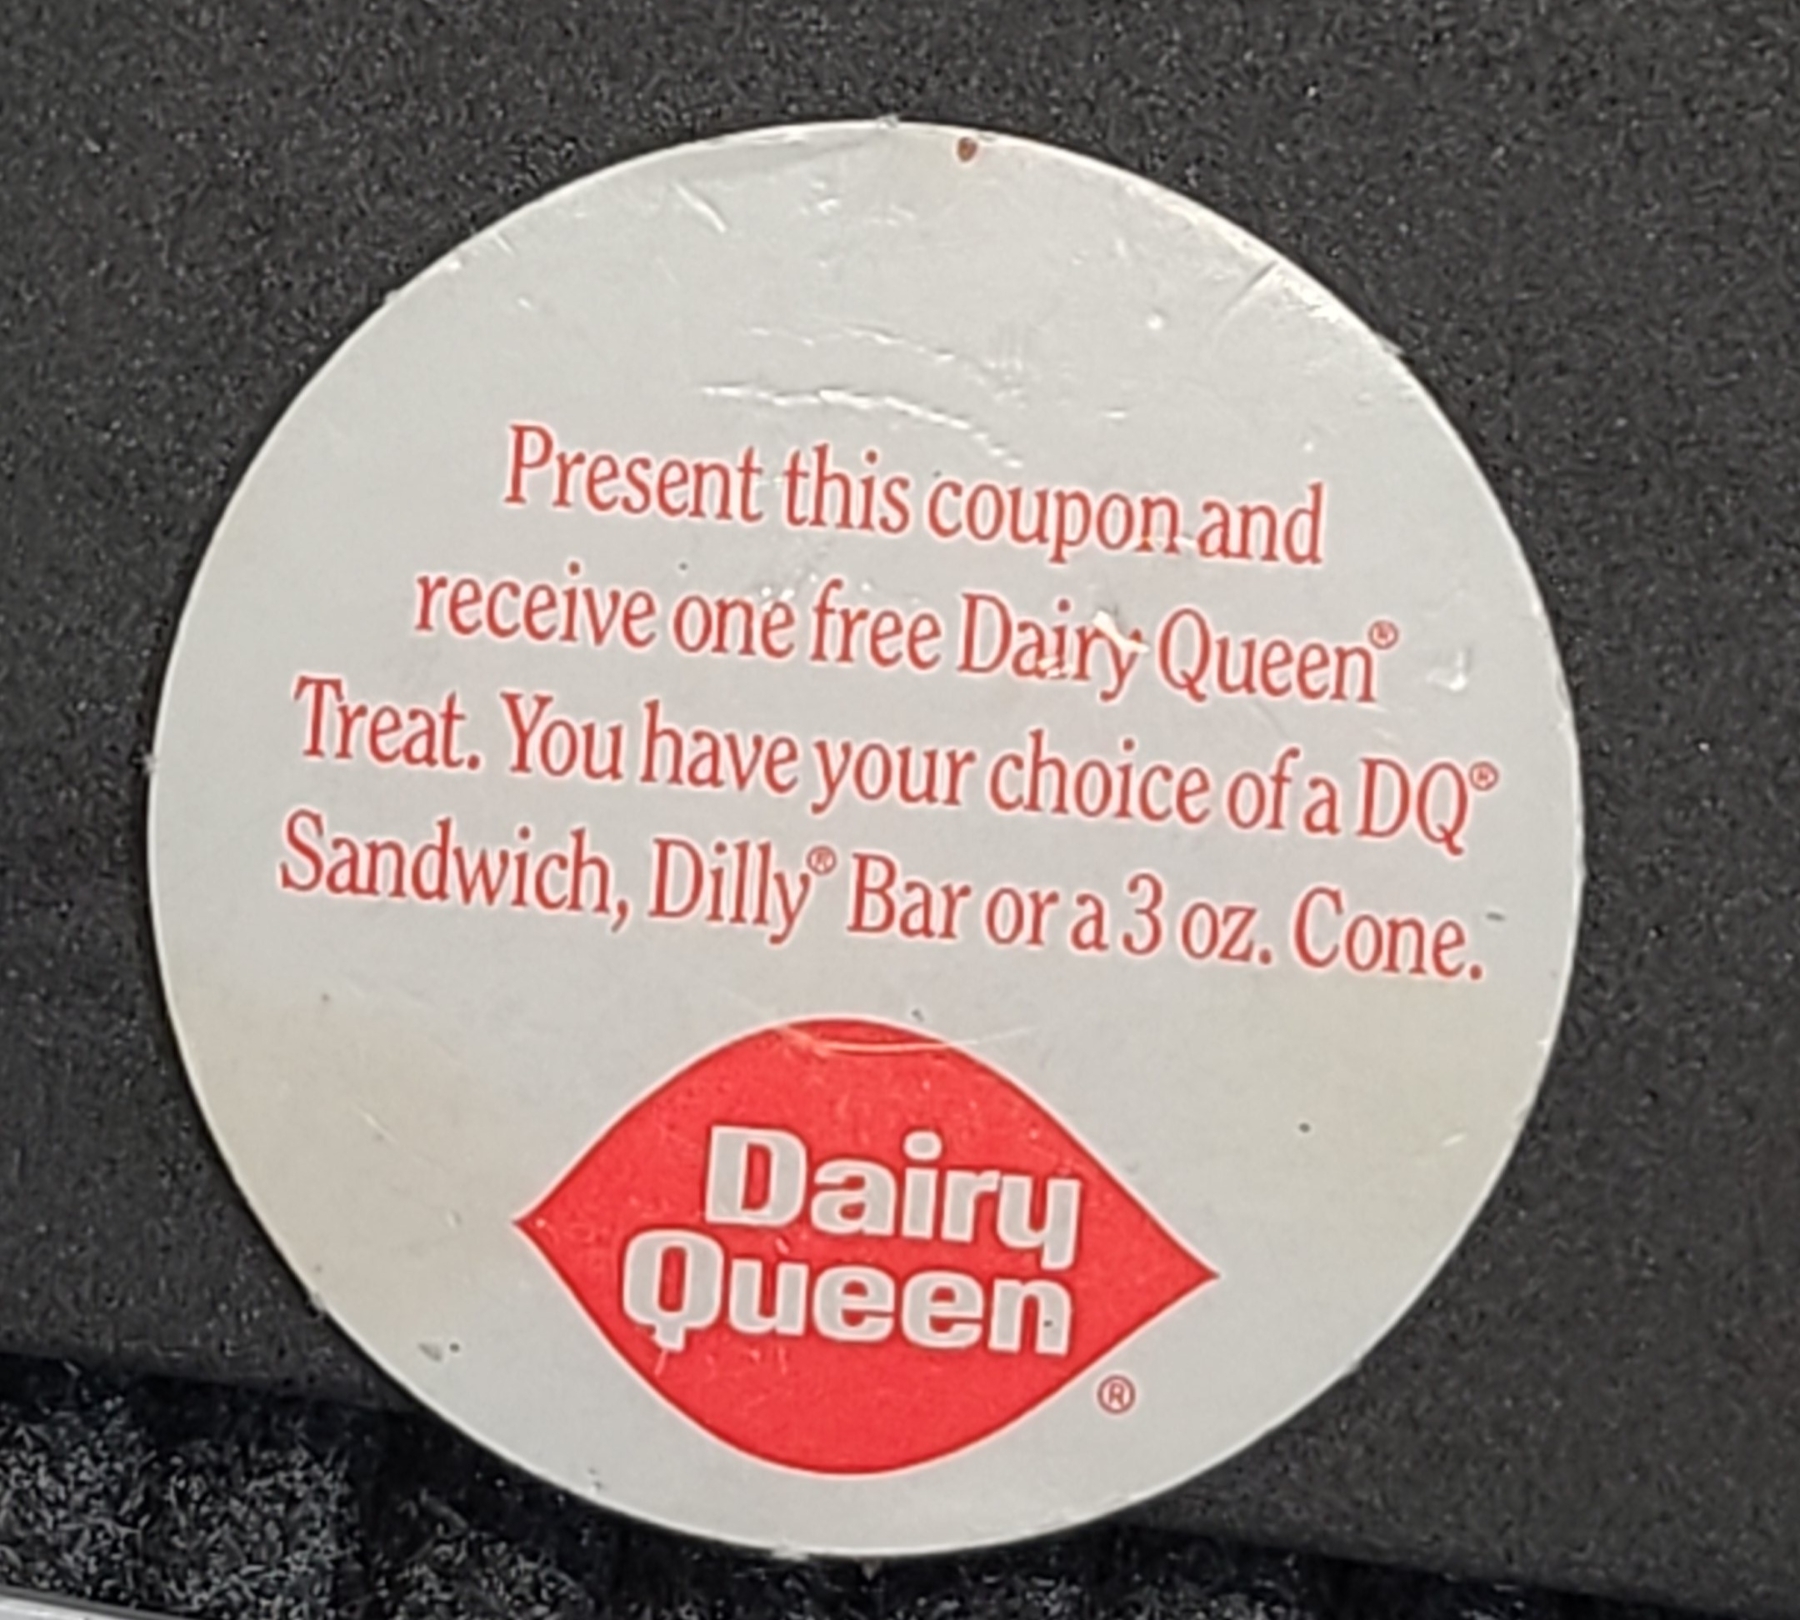 Present this coupon and
receive one free Dairy Queen®
Treat. You have your choice of a DQ®
Sandwich, Dilly® Bar or a 3 oz. Cone.
Dairy
Queen
®